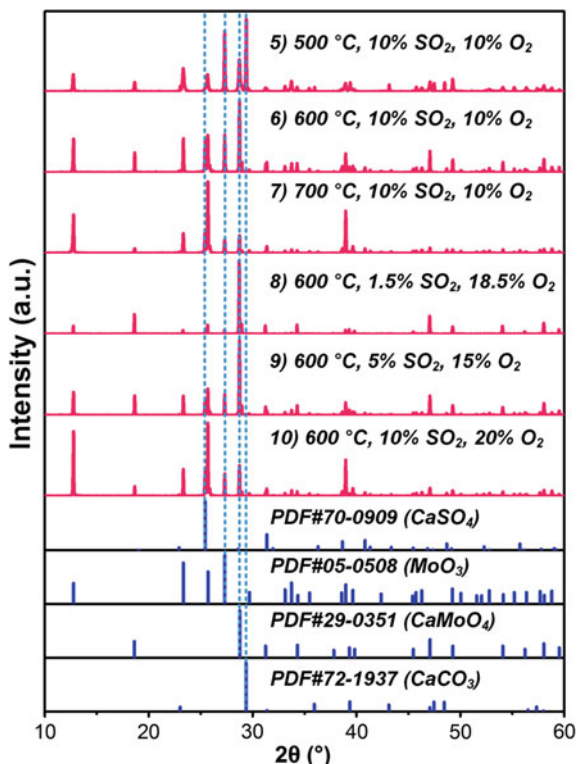 5) 500 °C, 10% SO₂, 10% O₂
6) 600 °C, 10% SO₂, 10% O₂
7) 700 °C, 10% SO₂, 10% O₂
8) 600 °C, 1.5% SO₂, 18.5% O₂
9) 600 °C, 5% SO₂, 15% O₂
10) 600 °C, 10% SO₂, 20% O₂
PDF#70-0909 (CaSO₄)
PDF#05-0508 (MoO₃)
PDF#29-0351 (CaMoO₄)
PDF#72-1937 (CaCO₃)
Intensity (a.u.)
10 20 30 40 50 60
2θ (°)